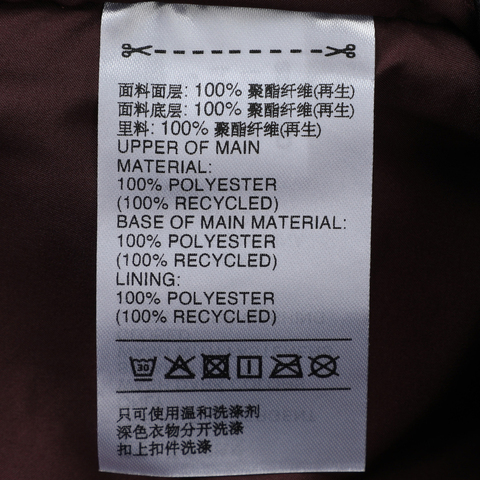 面料面层: 100% 聚酯纤维(再生)
面料底层: 100% 聚酯纤维(再生)
里料: 100% 聚酯纤维(再生)
UPPER OF MAIN
MATERIAL:
100% POLYESTER
(100% RECYCLED)
BASE OF MAIN MATERIAL:
100% POLYESTER
(100% RECYCLED)
LINING:
100% POLYESTER
(100% RECYCLED)
30
只可使用温和洗涤剂
深色衣物分开洗涤
扣上扣件洗涤